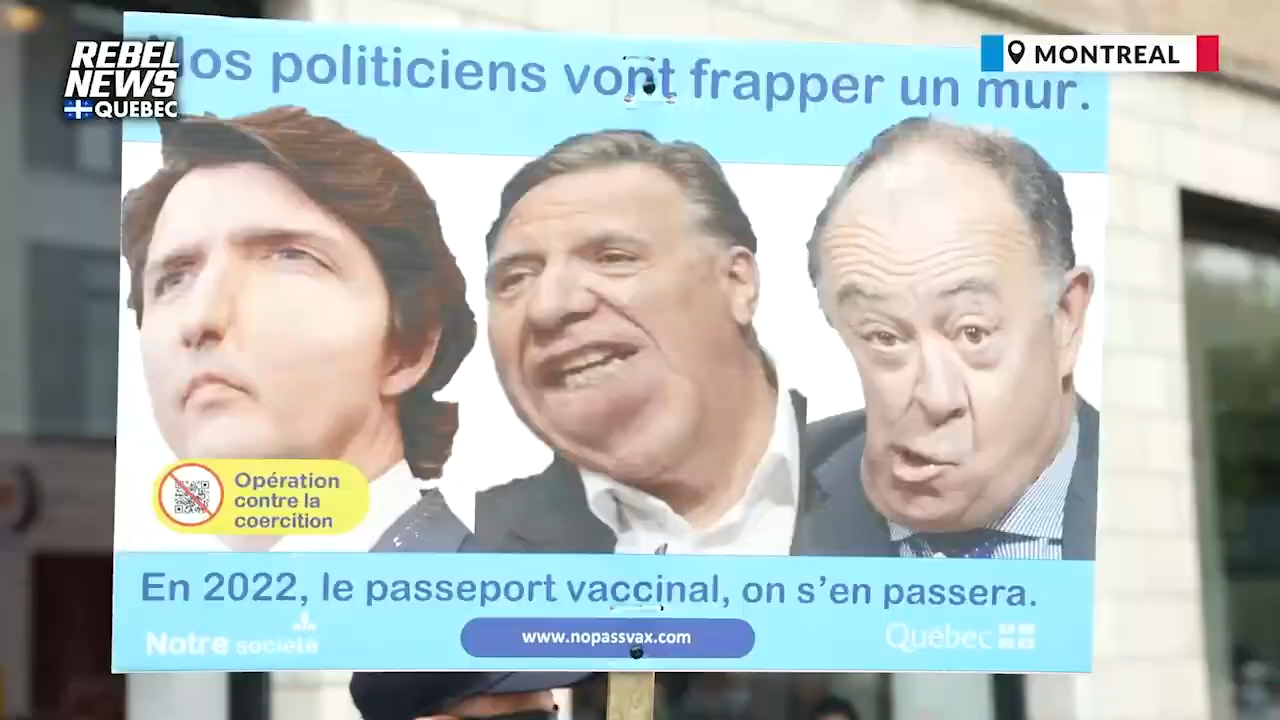 REBEL
NEWS
QUEBEC
MONTREAL
Nos politiciens vont frapper un mur.
Opération
contre la
coercition
En 2022, le passeport vaccinal, on s'en passera.
Notre société
www.nopassvax.com
Québec